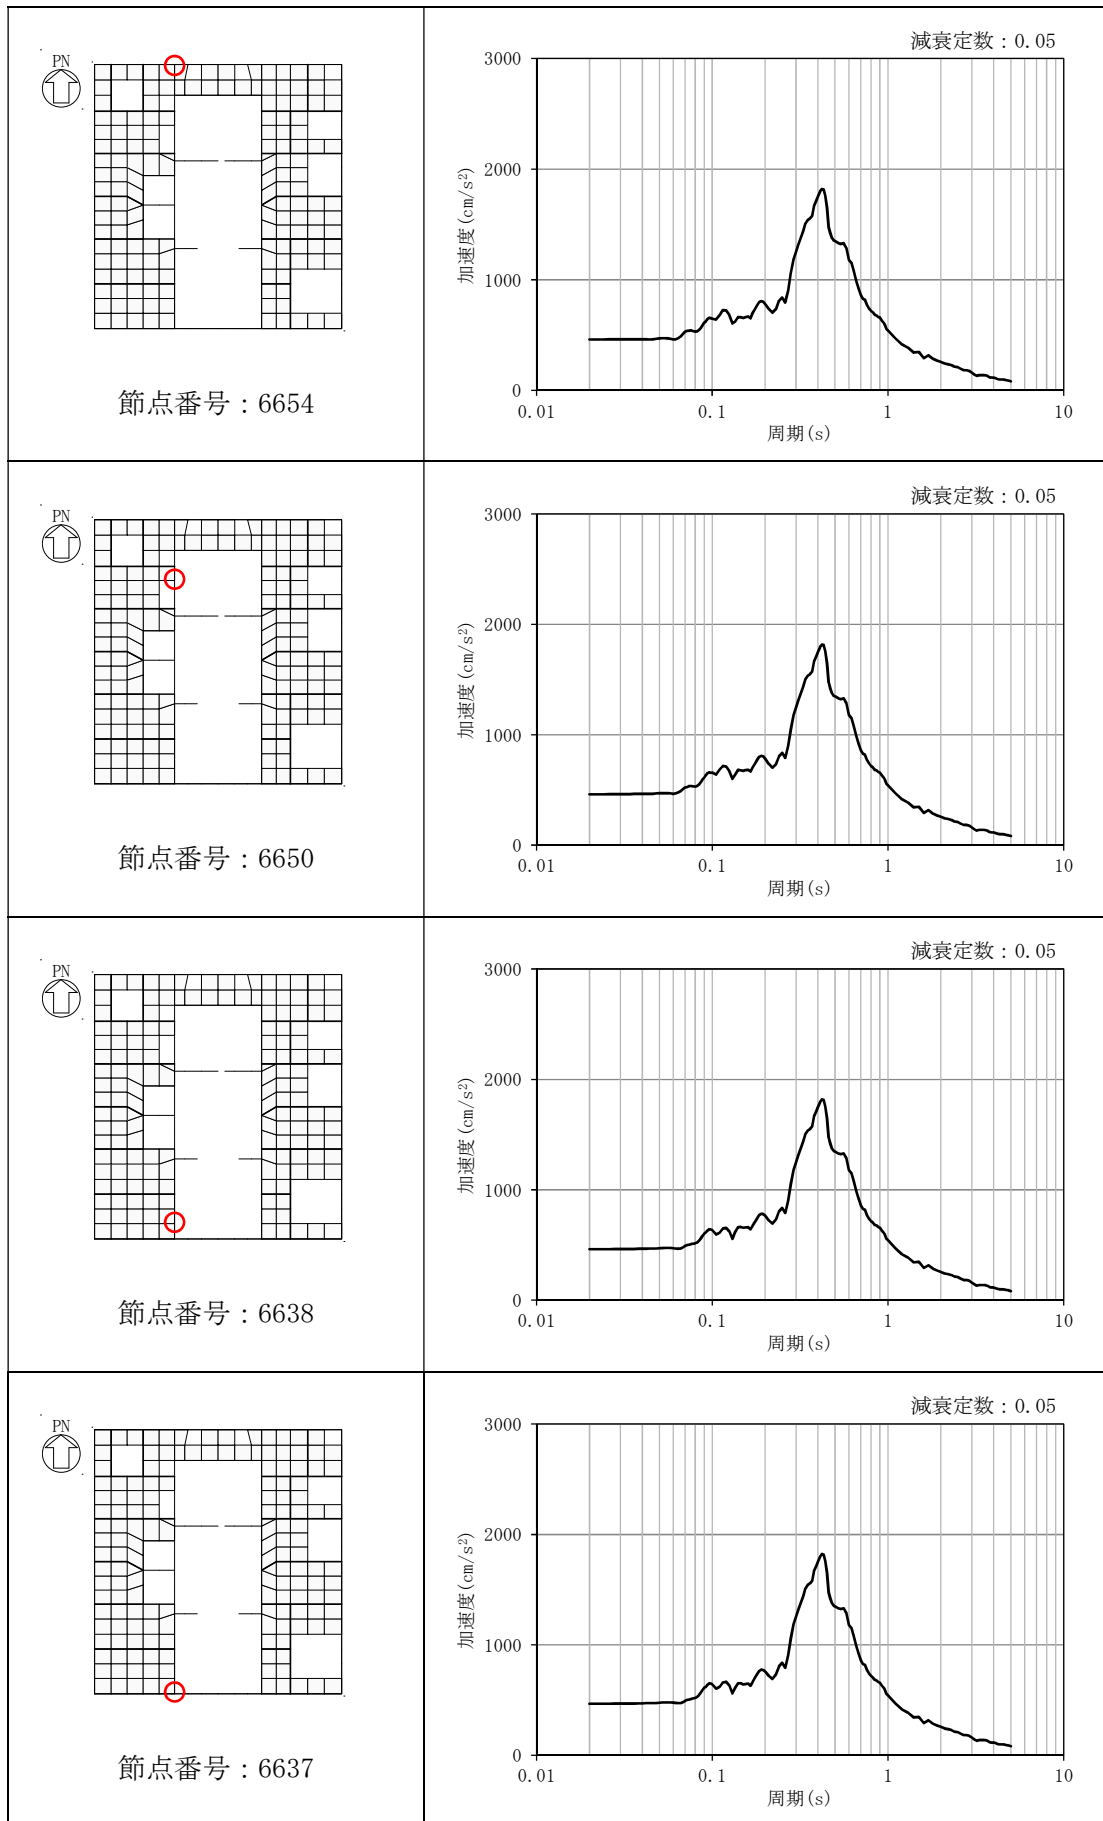 PN
節点番号：6654
減衰定数：0.05
3000
2000
1000
0
加速度(cm/s²)
0.01
0.1
1
10
周期(s)
PN
節点番号：6650
減衰定数：0.05
3000
2000
1000
0
加速度(cm/s²)
0.01
0.1
1
10
周期(s)
PN
節点番号：6638
減衰定数：0.05
3000
2000
1000
0
加速度(cm/s²)
0.01
0.1
1
10
周期(s)
PN
節点番号：6637
減衰定数：0.05
3000
2000
1000
0
加速度(cm/s²)
0.01
0.1
1
10
周期(s)